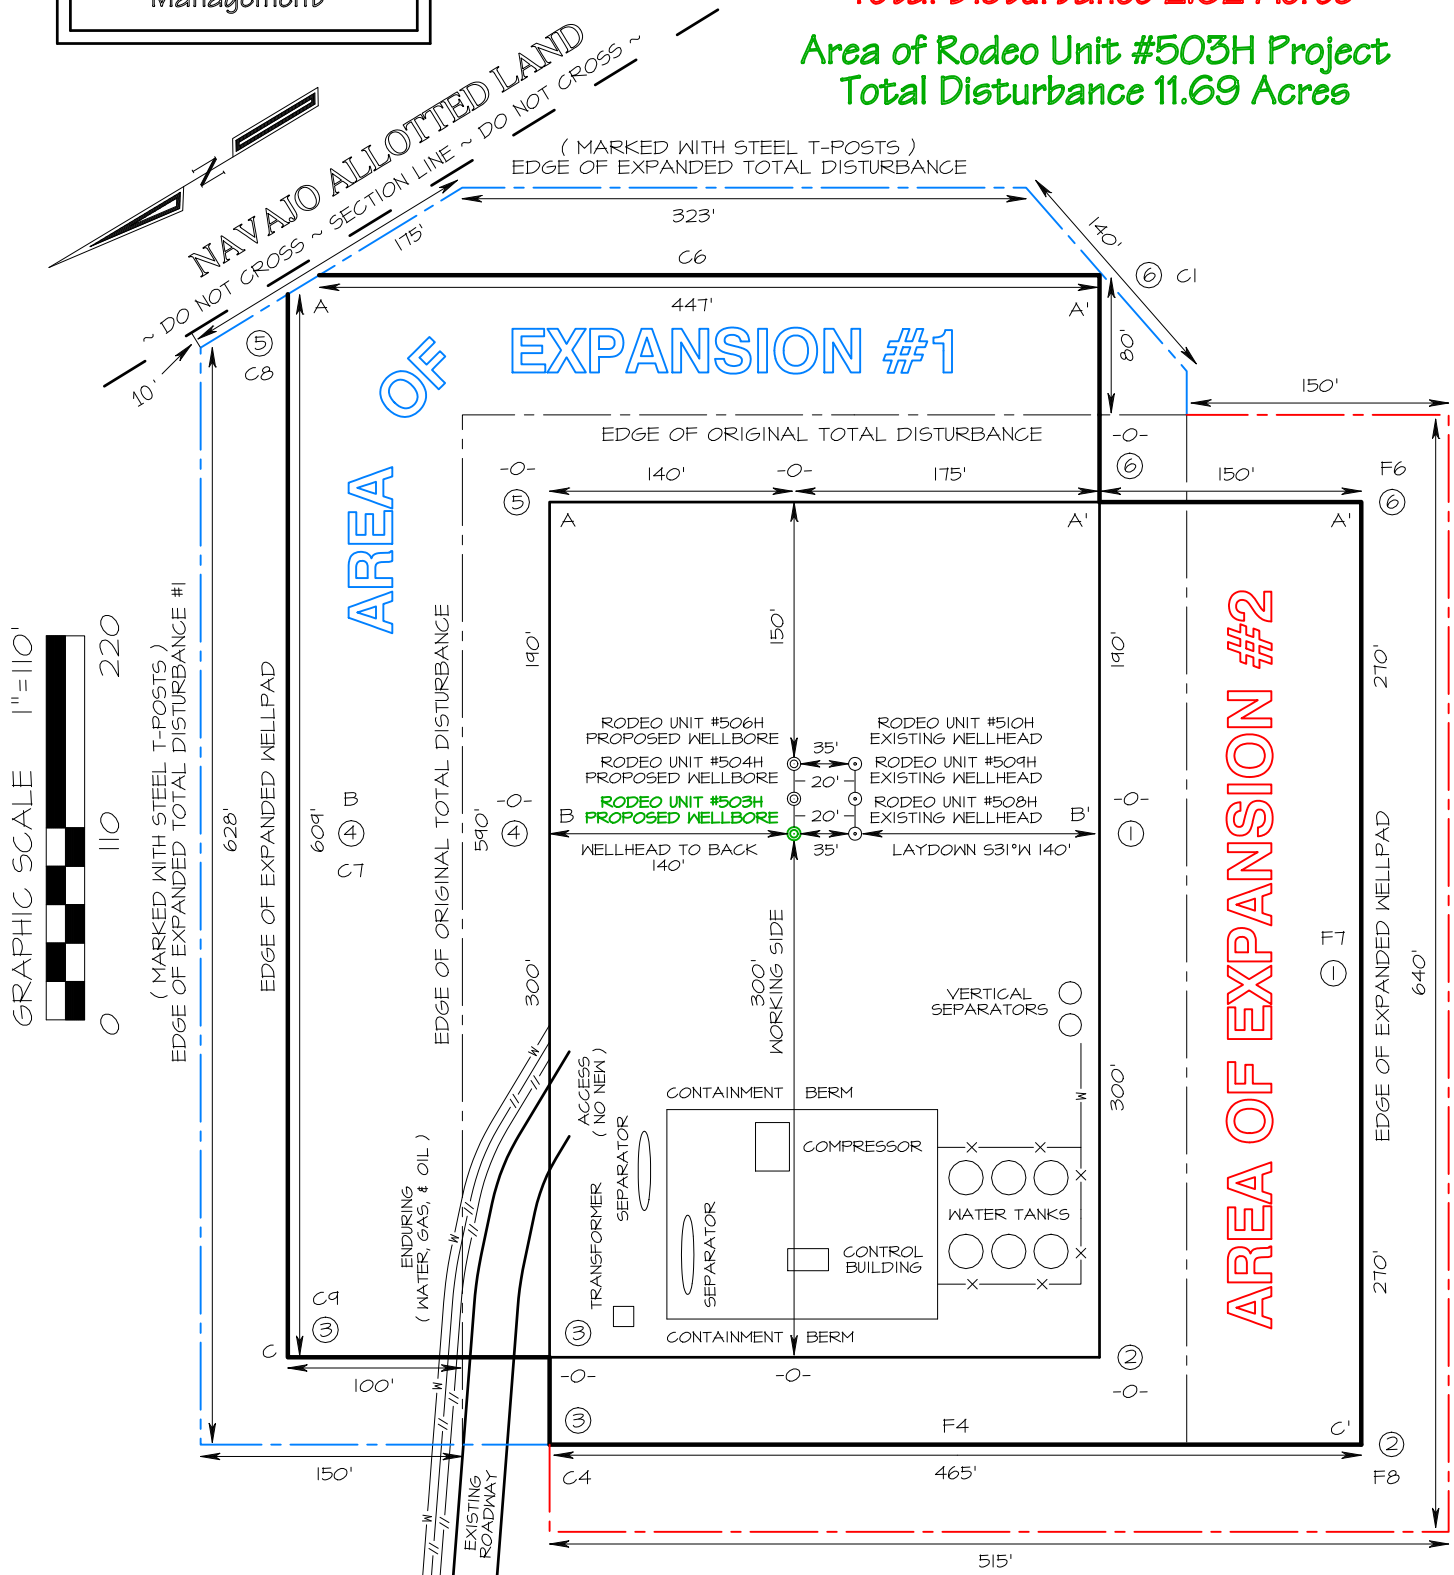 Management
Area of Rodeo Unit #503H Project
Total Disturbance 11.69 Acres
N
NAVAJO ALLOTTED LAND
~ DO NOT CROSS ~ SECTION LINE ~ DO NOT CROSS ~
( MARKED WITH STEEL T-POSTS )
EDGE OF EXPANDED TOTAL DISTURBANCE
323'
175'
140'
6 C1
C6
447'
A
A'
80'
10'
5
C8
AREA OF EXPANSION #1
150'
EDGE OF ORIGINAL TOTAL DISTURBANCE
-0-
6
-0-
5
140'
-0-
175'
150'
F6
6
A
A'
A'
150'
190'
190'
270'
( MARKED WITH STEEL T-POSTS )
EDGE OF EXPANDED TOTAL DISTURBANCE #1
628'
EDGE OF EXPANDED WELLPAD
609'
B
4
C7
590'
EDGE OF ORIGINAL TOTAL DISTURBANCE
GRAPHIC SCALE 1"=110'
0
110
220
RODEO UNIT #506H
PROPOSED WELLBORE
RODEO UNIT #504H
PROPOSED WELLBORE
RODEO UNIT #503H
PROPOSED WELLBORE
35'
20'
20'
35'
RODEO UNIT #510H
EXISTING WELLHEAD
RODEO UNIT #509H
EXISTING WELLHEAD
RODEO UNIT #508H
EXISTING WELLHEAD
-0-
4
B
B'
-0-
1
WELLHEAD TO BACK
140'
LAYDOWN S31°W 140'
300'
300'
WORKING SIDE
300'
AREA OF EXPANSION #2
F7
1
EDGE OF EXPANDED WELLPAD
640'
270'
VERTICAL
SEPARATORS
ACCESS
( NO NEW )
CONTAINMENT BERM
COMPRESSOR
SEPARATOR
SEPARATOR
TRANSFORMER
WATER TANKS
CONTROL
BUILDING
CONTAINMENT BERM
ENDURING
( WATER, GAS, & OIL )
C9
3
C
100'
150'
3
-0-
3
-0-
2
-0-
F4
C'
2
F8
C4
465'
515'
EXISTING
ROADWAY